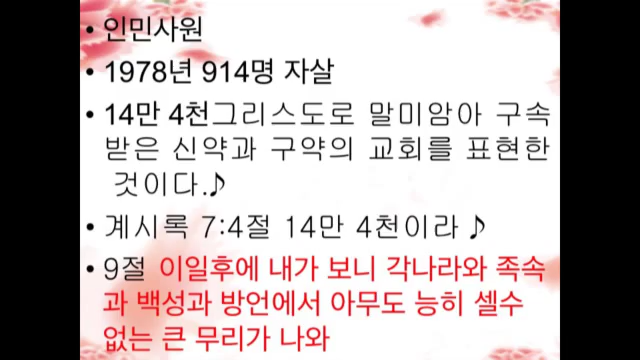 • 인민사원
• 1978년 914명 자살
• 14만 4천그리스도로 말미암아 구속
받은 신약과 구약의 교회를 표현한
것이다.♪
• 계시록 7:4절 14만 4천이라♪
• 9절 이일후에 내가 보니 각나라와 족속
과 백성과 방언에서 아무도 능히 셀수
없는 큰 무리가 나와